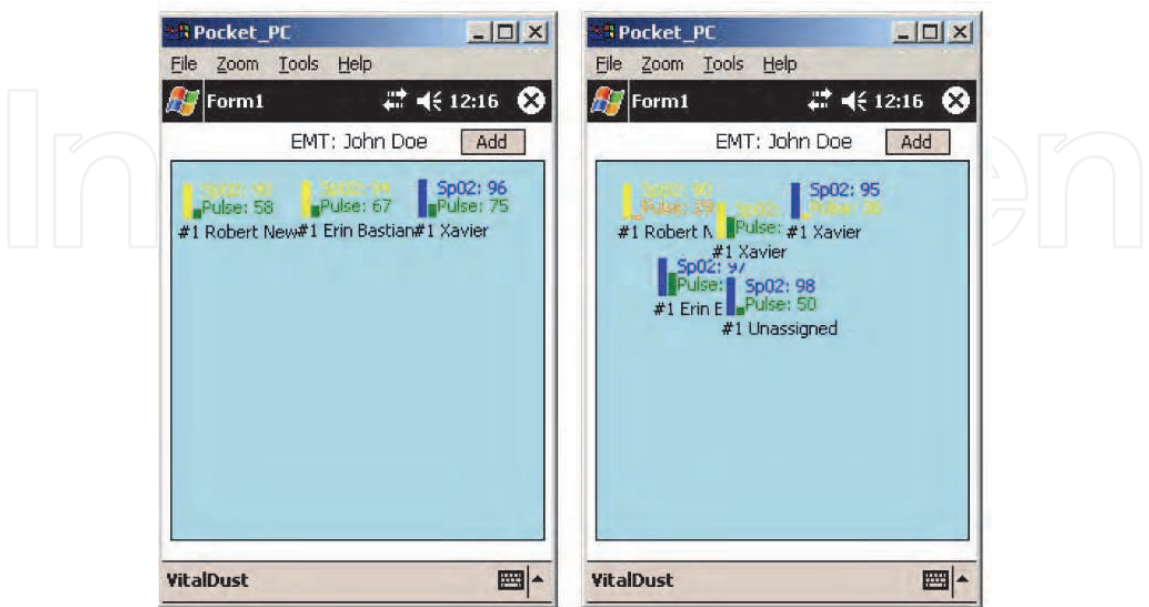 Pocket_PC
File Zoom Tools Help
Form1 12:16
EMT: John Doe Add
Sp02: 90 Sp02: 94 Sp02: 96
Pulse: 58 Pulse: 67 Pulse: 75
#1 Robert New #1 Erin Bastian #1 Xavier
VitalDust
Pocket_PC
File Zoom Tools Help
Form1 12:16
EMT: John Doe Add
Sp02: Sp02: 95
Pulse: Pulse:
#1 Robert N Sp02:
Pulse: #1 Xavier
#1 Xavier
Sp02: 97
Pulse: Sp02: 98
#1 Erin E Pulse: 50
#1 Unassigned
VitalDust